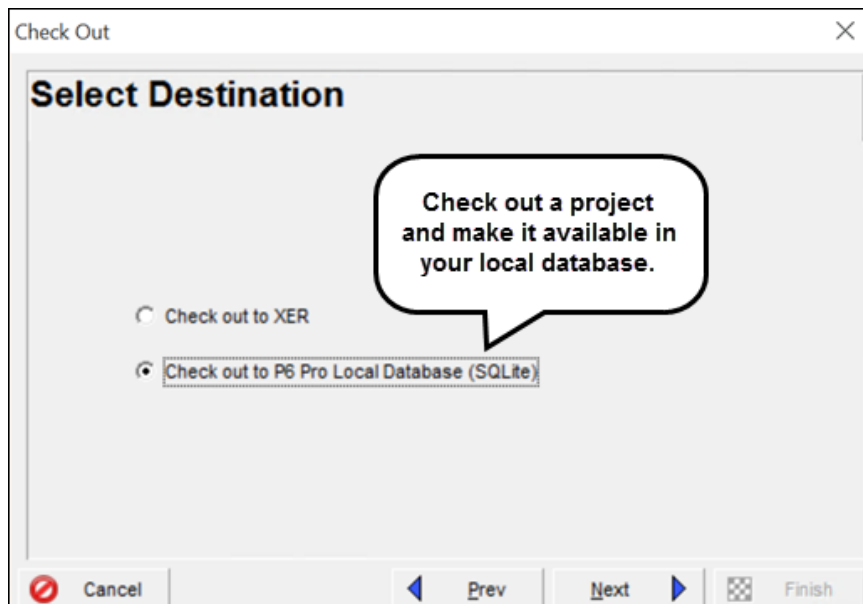 Check Out
Select Destination
Check out a project
and make it available in
your local database.
Check out to XER
Check out to P6 Pro Local Database (SQLite)
Cancel
Prev
Next
Finish